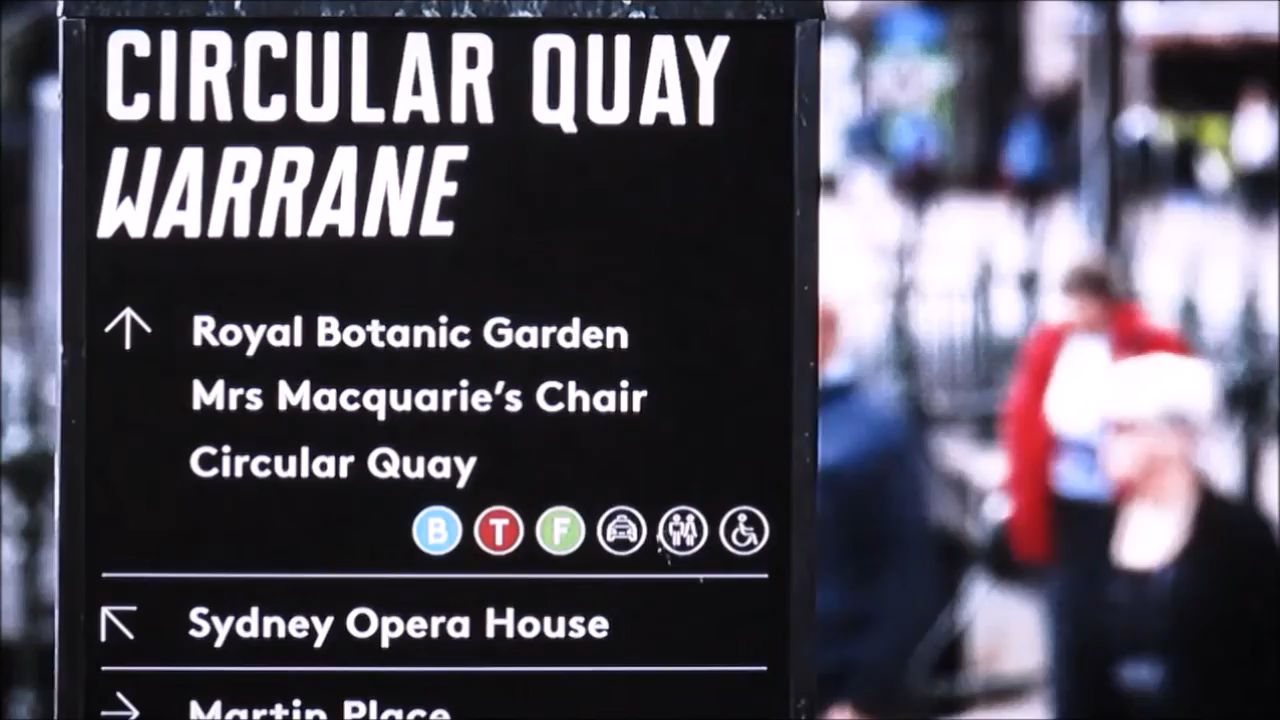 CIRCULAR QUAY
WARRANE
Royal Botanic Garden
Mrs Macquarie's Chair
Circular Quay
B T F
Sydney Opera House
Martin Place